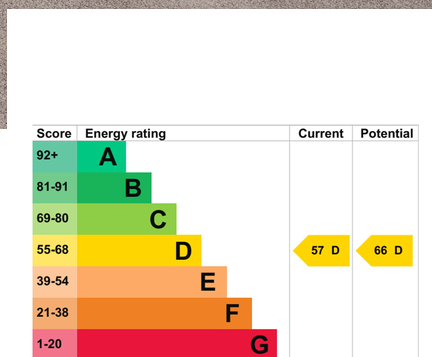 Score Energy rating Current Potential
92+ A
81-91 B
69-80 C
55-68 D 57 D 66 D
39-54 E
21-38 F
1-20 G